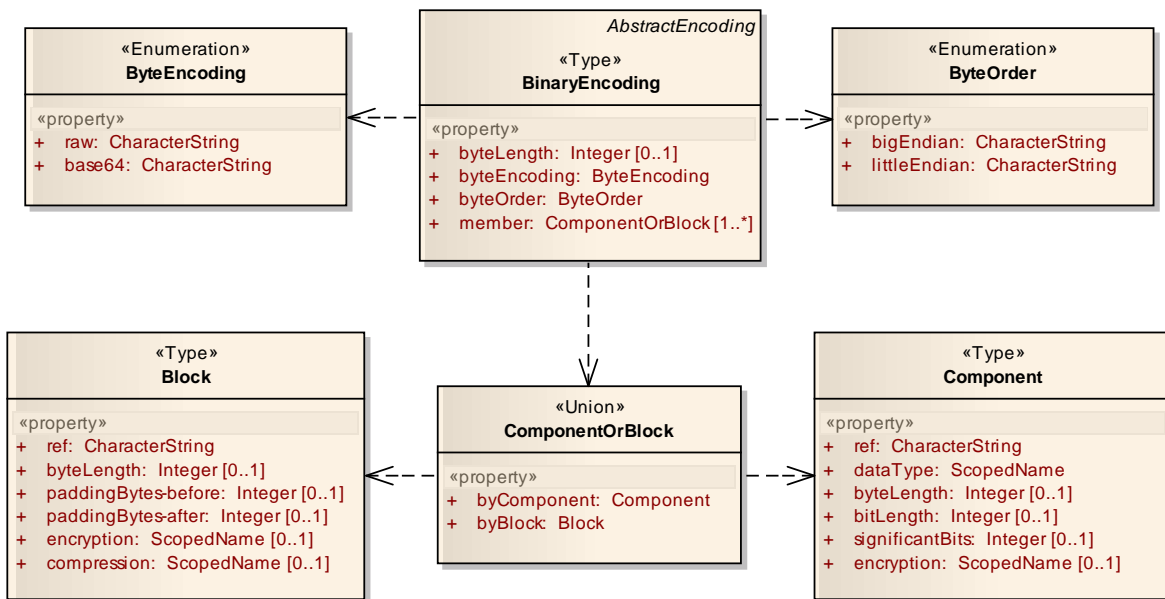 «Enumeration»
ByteEncoding
«property»
+ raw: CharacterString
+ base64: CharacterString
AbstractEncoding
«Type»
BinaryEncoding
«property»
+ byteLength: Integer [0..1]
+ byteEncoding: ByteEncoding
+ byteOrder: ByteOrder
+ member: ComponentOrBlock [1..*]
«Enumeration»
ByteOrder
«property»
+ bigEndian: CharacterString
+ littleEndian: CharacterString
«Type»
Block
«property»
+ ref: CharacterString
+ byteLength: Integer [0..1]
+ paddingBytes-before: Integer [0..1]
+ paddingBytes-after: Integer [0..1]
+ encryption: ScopedName [0..1]
+ compression: ScopedName [0..1]
«Union»
ComponentOrBlock
«property»
+ byComponent: Component
+ byBlock: Block
«Type»
Component
«property»
+ ref: CharacterString
+ dataType: ScopedName
+ byteLength: Integer [0..1]
+ bitLength: Integer [0..1]
+ significantBits: Integer [0..1]
+ encryption: ScopedName [0..1]